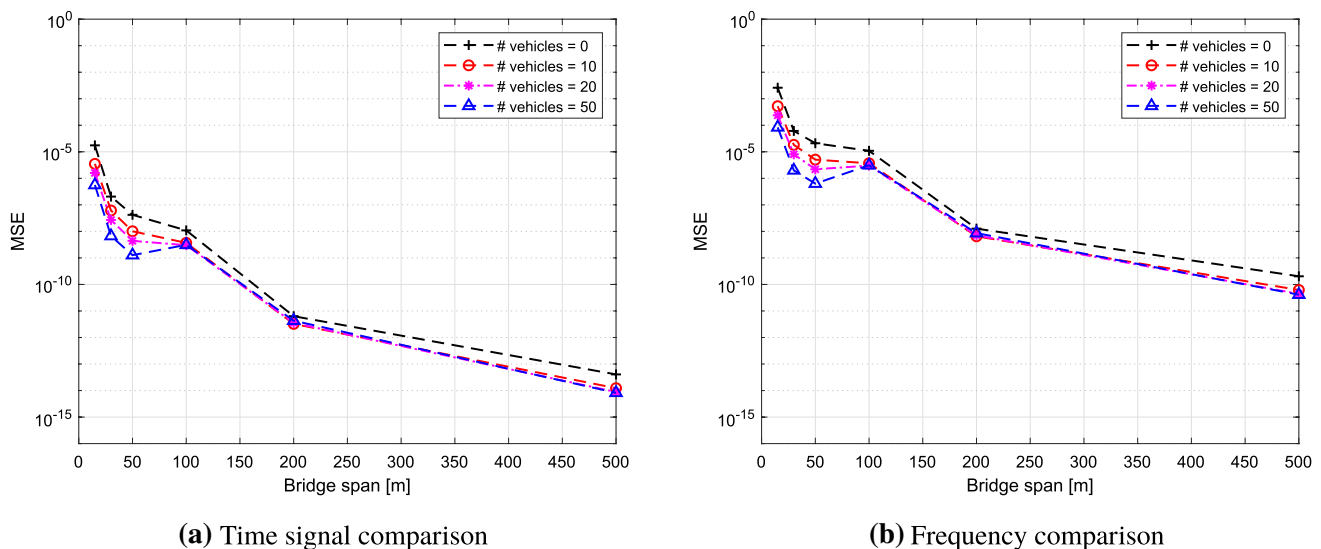 10^0
10^-5
10^-10
10^-15
MSE
0 50 100 150 200 250 300 350 400 450 500
Bridge span [m]
# vehicles = 0
# vehicles = 10
# vehicles = 20
# vehicles = 50
(a) Time signal comparison
10^0
10^-5
10^-10
10^-15
MSE
0 50 100 150 200 250 300 350 400 450 500
Bridge span [m]
# vehicles = 0
# vehicles = 10
# vehicles = 20
# vehicles = 50
(b) Frequency comparison